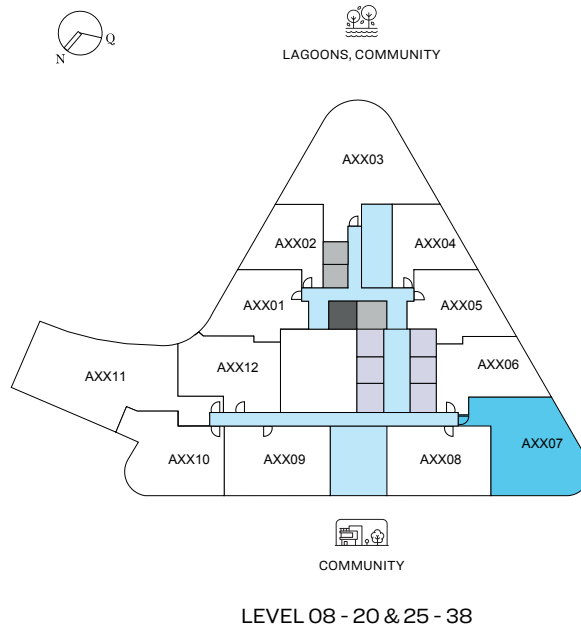 N
Q
LAGOONS, COMMUNITY
AXX03
AXX02
AXX04
AXX01
AXX05
AXX06
AXX11
AXX12
AXX07
AXX10
AXX09
AXX08
COMMUNITY
LEVEL 08 - 20 & 25 - 38